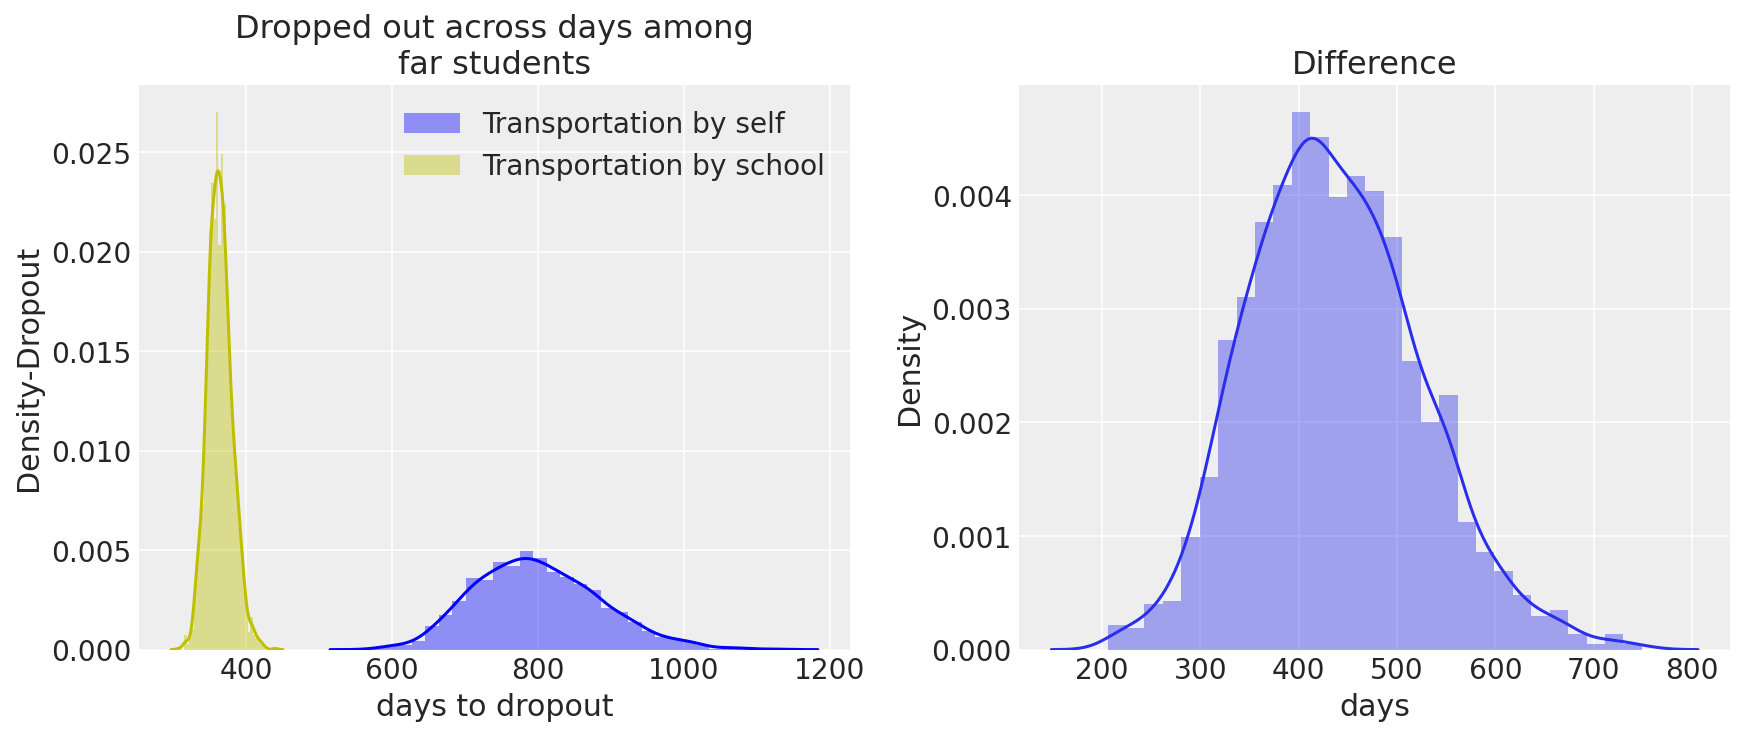 Dropped out across days among
far students
Transportation by self
Transportation by school
Density-Dropout
0.025
0.020
0.015
0.010
0.005
0.000
400 600 800 1000 1200
days to dropout
Difference
Density
0.004
0.003
0.002
0.001
0.000
200 300 400 500 600 700 800
days